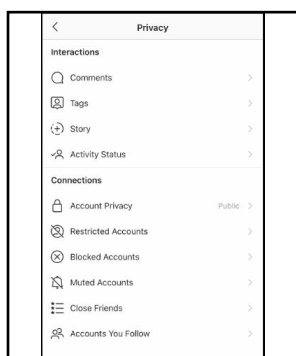 Privacy
Interactions
Comments
Tags
Story
Activity Status
Connections
Account Privacy Public
Restricted Accounts
Blocked Accounts
Muted Accounts
Close Friends
Accounts You Follow